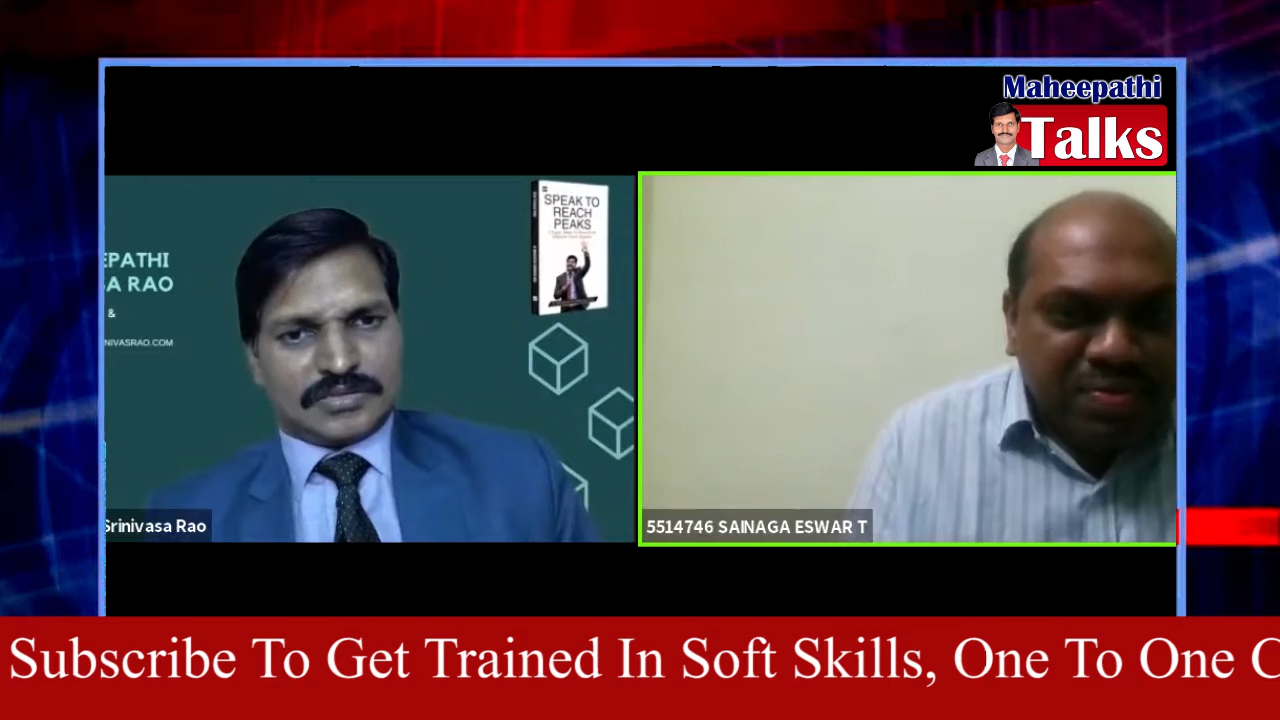 Maheepathi
Talks
SPEAK TO
REACH
PEAKS
EPATHI
SA RAO
&
NIVASRAO.COM
Srinivasa Rao
5514746 SAINAGA ESWAR T
Subscribe To Get Trained In Soft Skills, One To One C